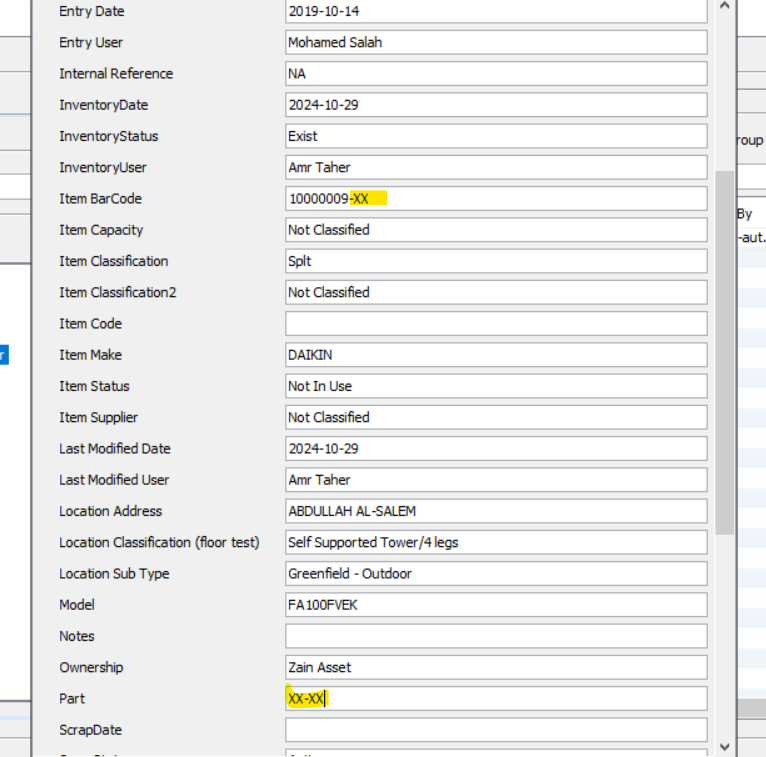 Entry Date 2019-10-14
Entry User Mohamed Salah
Internal Reference NA
InventoryDate 2024-10-29
InventoryStatus Exist
roup
InventoryUser Amr Taher
Item BarCode 10000009-XX
By
Item Capacity Not Classified
-aut.
Item Classification Splt
Item Classification2 Not Classified
Item Code
Item Make DAIKIN
r
Item Status Not In Use
Item Supplier Not Classified
Last Modified Date 2024-10-29
Last Modified User Amr Taher
Location Address ABDULLAH AL-SALEM
Location Classification (floor test) Self Supported Tower/4 legs
Location Sub Type Greenfield - Outdoor
Model FA100FVEK
Notes
Ownership Zain Asset
Part XX-XX
ScrapDate